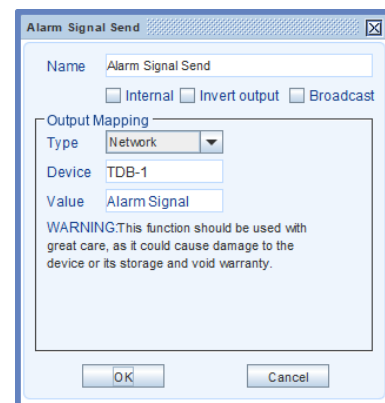 Alarm Signa l Send
Name Alarm Signal Send
Internal Invert output Broadcast
Output Mapping
Type Network
Device TDB-1
Value Alarm Signal
WARNING:This function should be used with
great care, as it could cause damage to the
device or its storage and void warranty.
OK Cancel